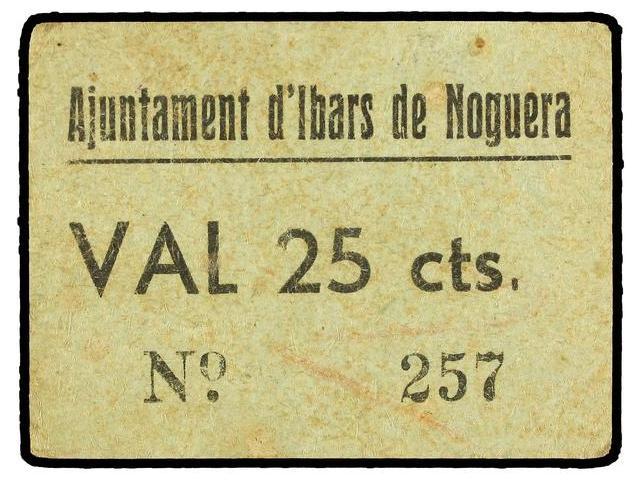 Ajuntament d'Ibars de Noguera
VAL 25 cts.
Nº 257